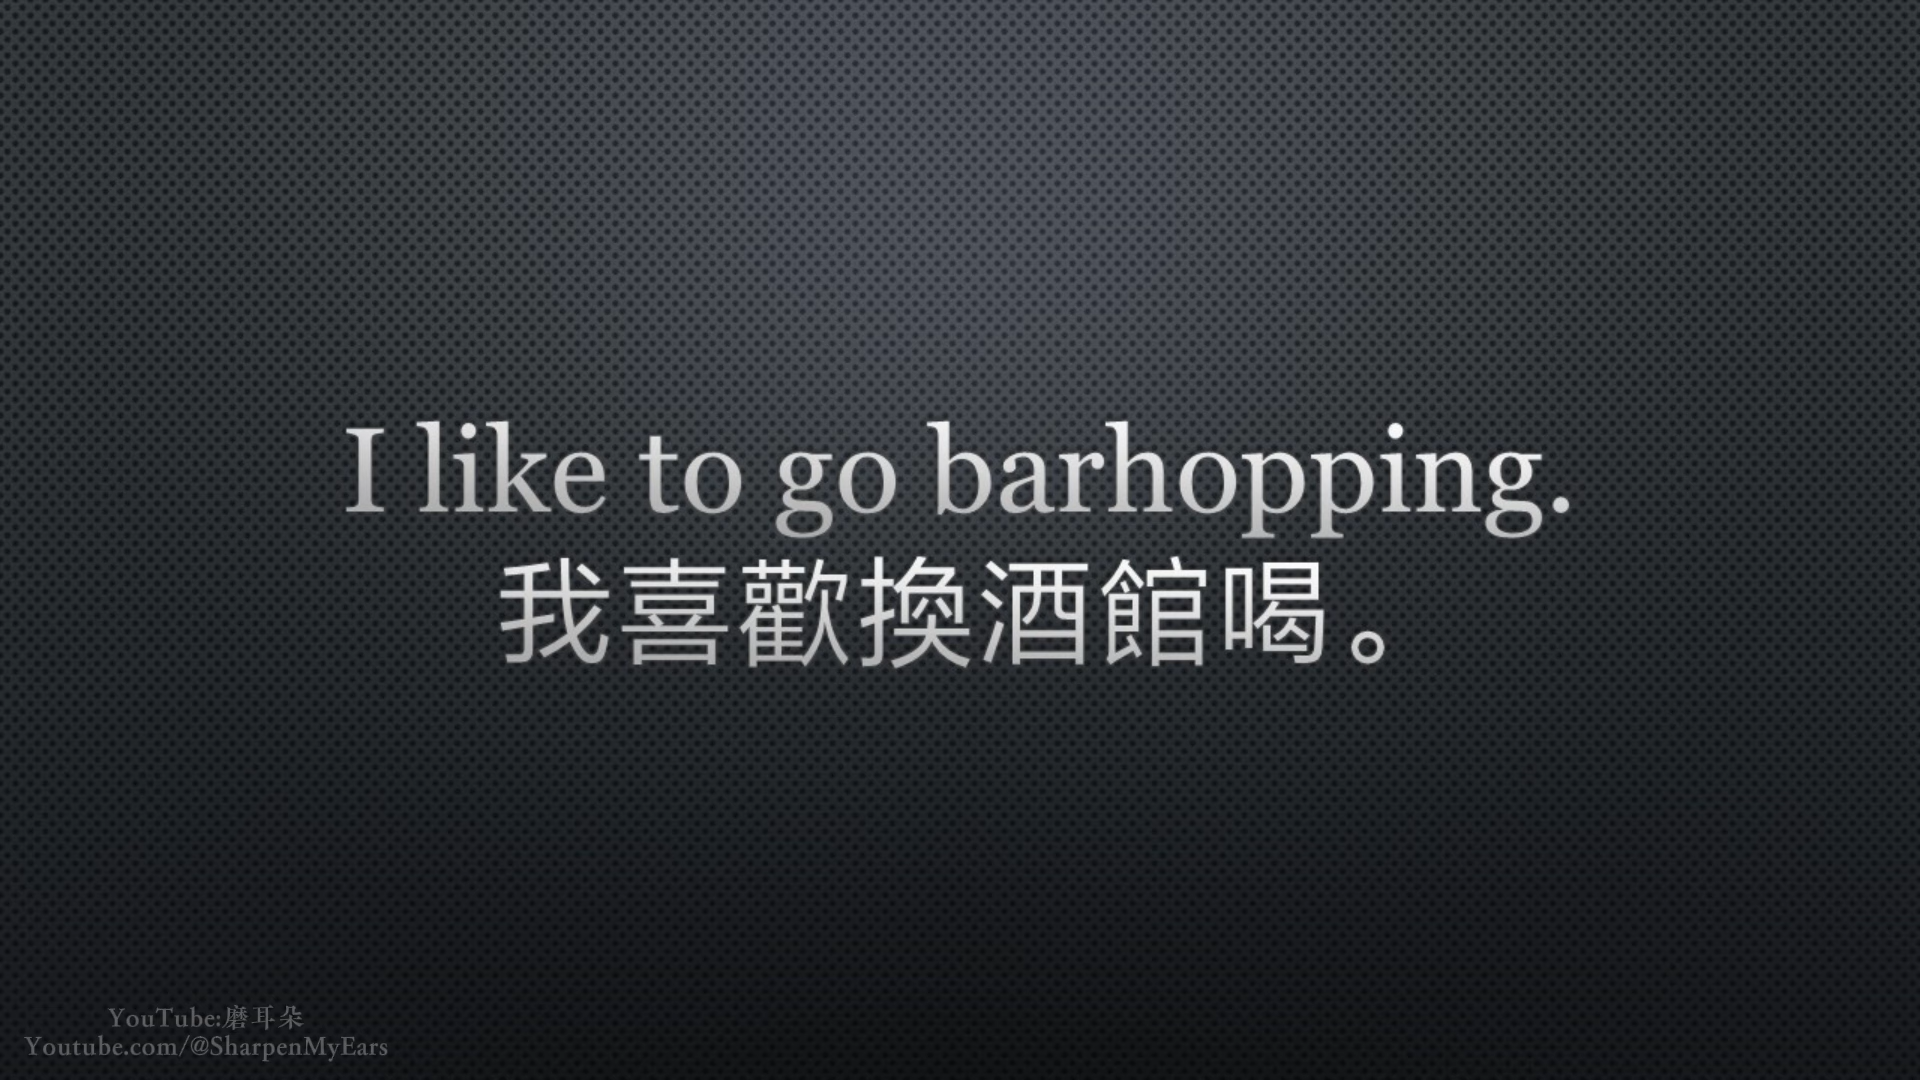 I like to go barhopping.
我喜歡換酒館喝。
YouTube:磨耳朵
Youtube.com/@SharpenMyEars